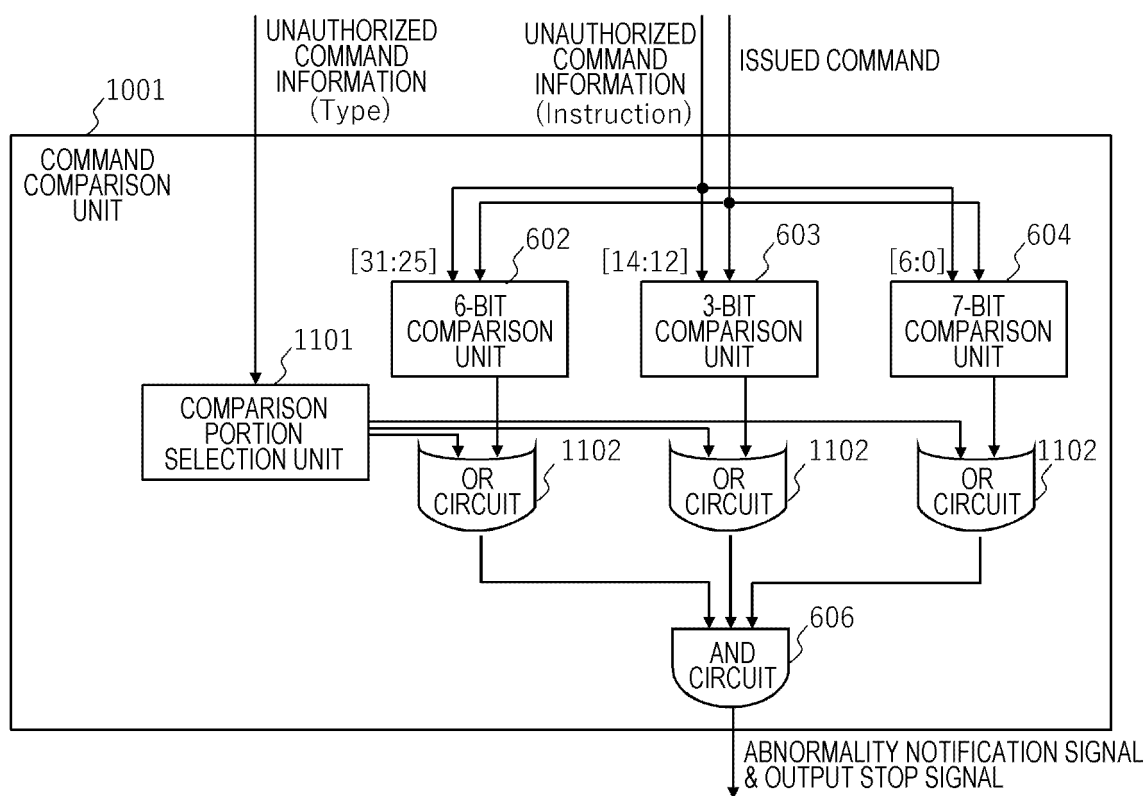 UNAUTHORIZED
COMMAND
INFORMATION
(Type)
UNAUTHORIZED
COMMAND
INFORMATION
(Instruction)
ISSUED COMMAND
1001
COMMAND
COMPARISON
UNIT
[31:25]
602
[14:12]
603
[6:0]
604
6-BIT
COMPARISON
UNIT
3-BIT
COMPARISON
UNIT
7-BIT
COMPARISON
UNIT
1101
COMPARISON
PORTION
SELECTION UNIT
OR
CIRCUIT
1102
OR
CIRCUIT
1102
OR
CIRCUIT
1102
AND
CIRCUIT
606
ABNORMALITY NOTIFICATION SIGNAL
& OUTPUT STOP SIGNAL